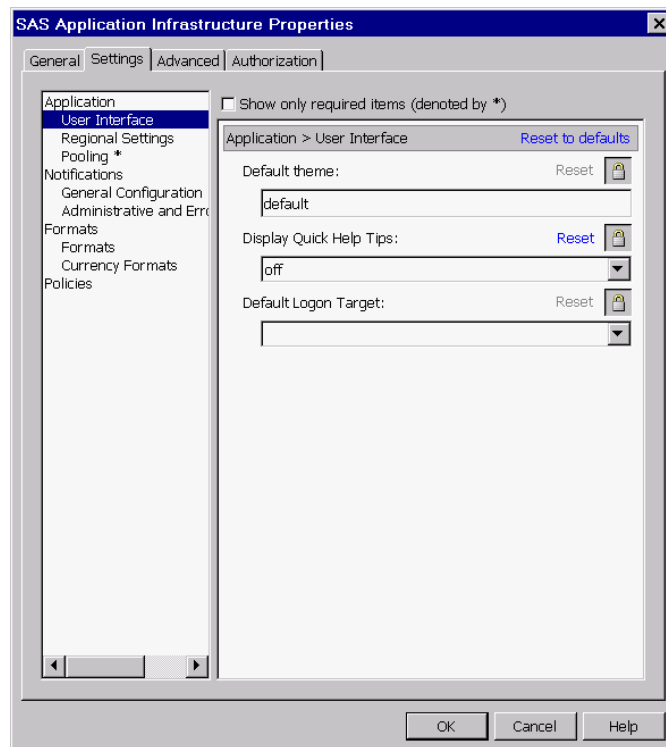 SAS Application Infrastructure Properties
General Settings Advanced Authorization
Application
User Interface
Regional Settings
Pooling *
Notifications
General Configuration
Administrative and Erro
Formats
Formats
Currency Formats
Policies
Show only required items (denoted by *)
Application > User Interface Reset to defaults
Default theme: Reset
default
Display Quick Help Tips: Reset
off
Default Logon Target: Reset
OK Cancel Help